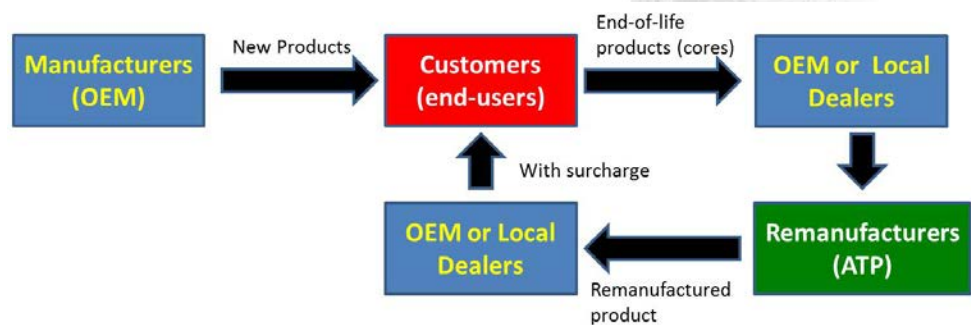 Manufacturers
(OEM)
New Products
Customers
(end-users)
End-of-life
products (cores)
OEM or Local
Dealers
With surcharge
OEM or Local
Dealers
Remanufactured
product
Remanufacturers
(ATP)